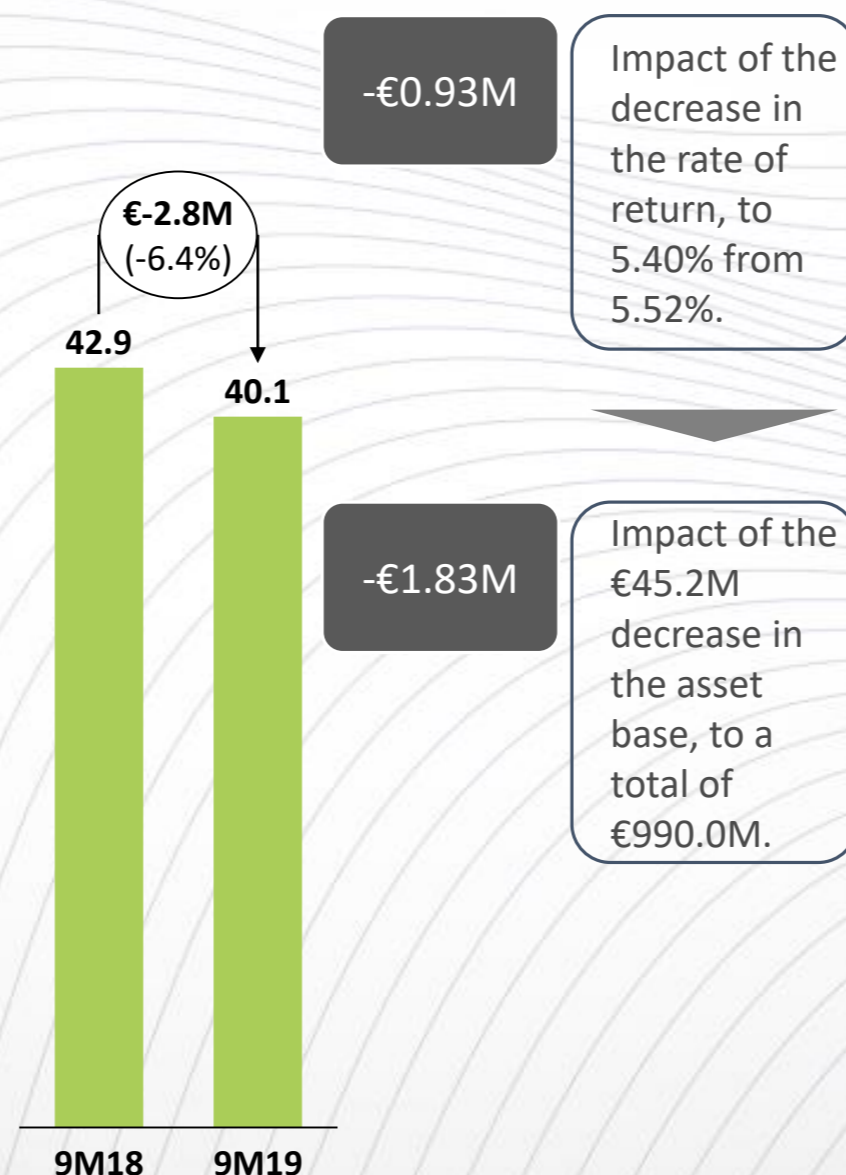 -€0.93M
Impact of the
decrease in
the rate of
return, to
5.40% from
5.52%.
€-2.8M
(-6.4%)
42.9
40.1
-€1.83M
Impact of the
€45.2M
decrease in
the asset
base, to a
total of
€990.0M.
9M18
9M19